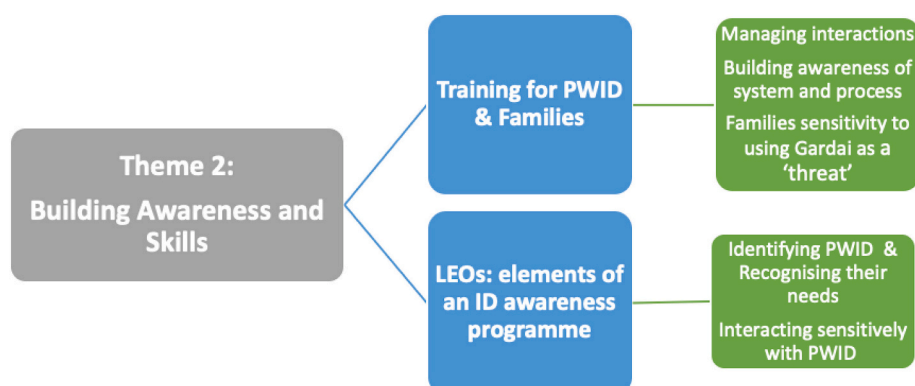 Theme 2:
Building Awareness and
Skills
Training for PWID
& Families
Managing interactions
Building awareness of
system and process
Families sensitivity to
using Gardai as a
‘threat’
LEOs: elements of
an ID awareness
programme
Identifying PWID &
Recognising their
needs
Interacting sensitively
with PWID